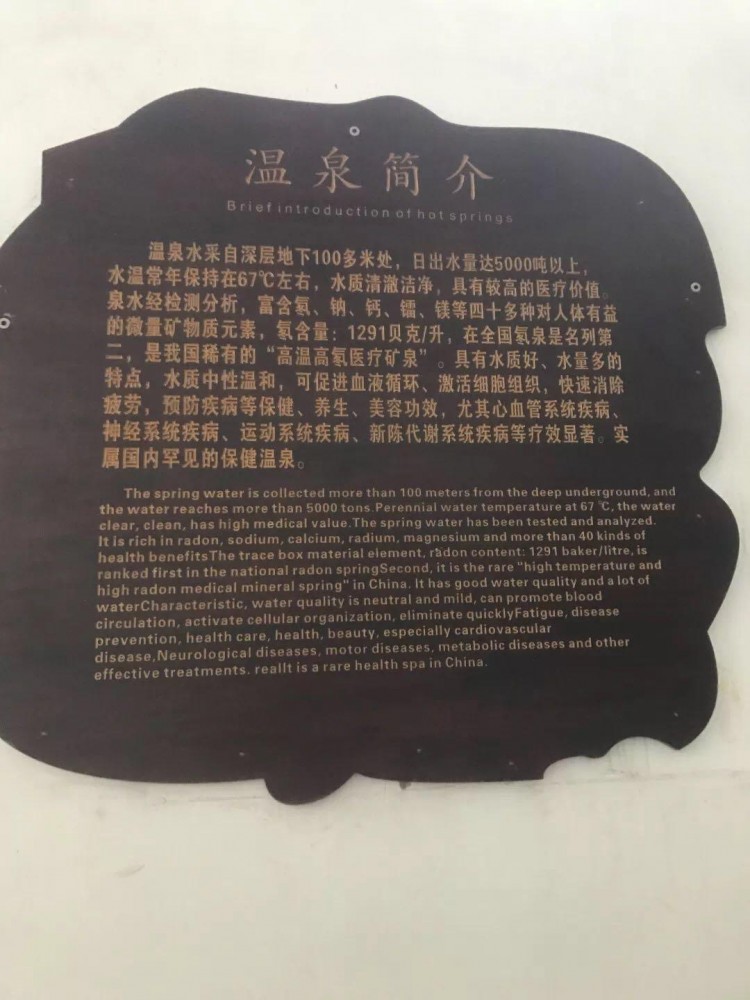 温泉简介
Brief introduction of hot springs
温泉水采自深层地下100多米处，日出水量达5000吨以上，
水温常年保持在67℃左右，水质清澈洁净，具有较高的医疗价值。
泉水经检测分析，富含氡、钠、钙、镭、镁等四十多种对人体有益
的微量矿物质元素，氡含量：1291贝克/升，在全国氡泉是名列第
二，是我国稀有的“高温高氡医疗矿泉”。具有水质好、水量多的
特点，水质中性温和，可促进血液循环、激活细胞组织，快速消除
疲劳，预防疾病等保健、养生、美容功效，尤其心血管系统疾病、
神经系统疾病、运动系统疾病、新陈代谢系统疾病等疗效显著。实
属国内罕见的保健温泉。
The spring water is collected more than 100 meters from the deep underground, and
the water reaches more than 5000 tons.Perennial water temperature at 67 ℃, the water
clear, clean, has high medical value.The spring water has been tested and analyzed.
It is rich in radon, sodium, calcium, radium, magnesium and more than 40 kinds of
health benefitsThe trace box material element, radon content: 1291 baker/litre, is
ranked first in the national radon springSecond, it is the rare "high temperature and
high radon medical mineral spring" in China. It has good water quality and a lot of
waterCharacteristic, water quality is neutral and mild, can promote blood
circulation, activate cellular organization, eliminate quicklyFatigue, disease
prevention, health care, health, beauty, especially cardiovascular
disease,Neurological diseases, motor diseases, metabolic diseases and other
effective treatments. reallt is a rare health spa in China.